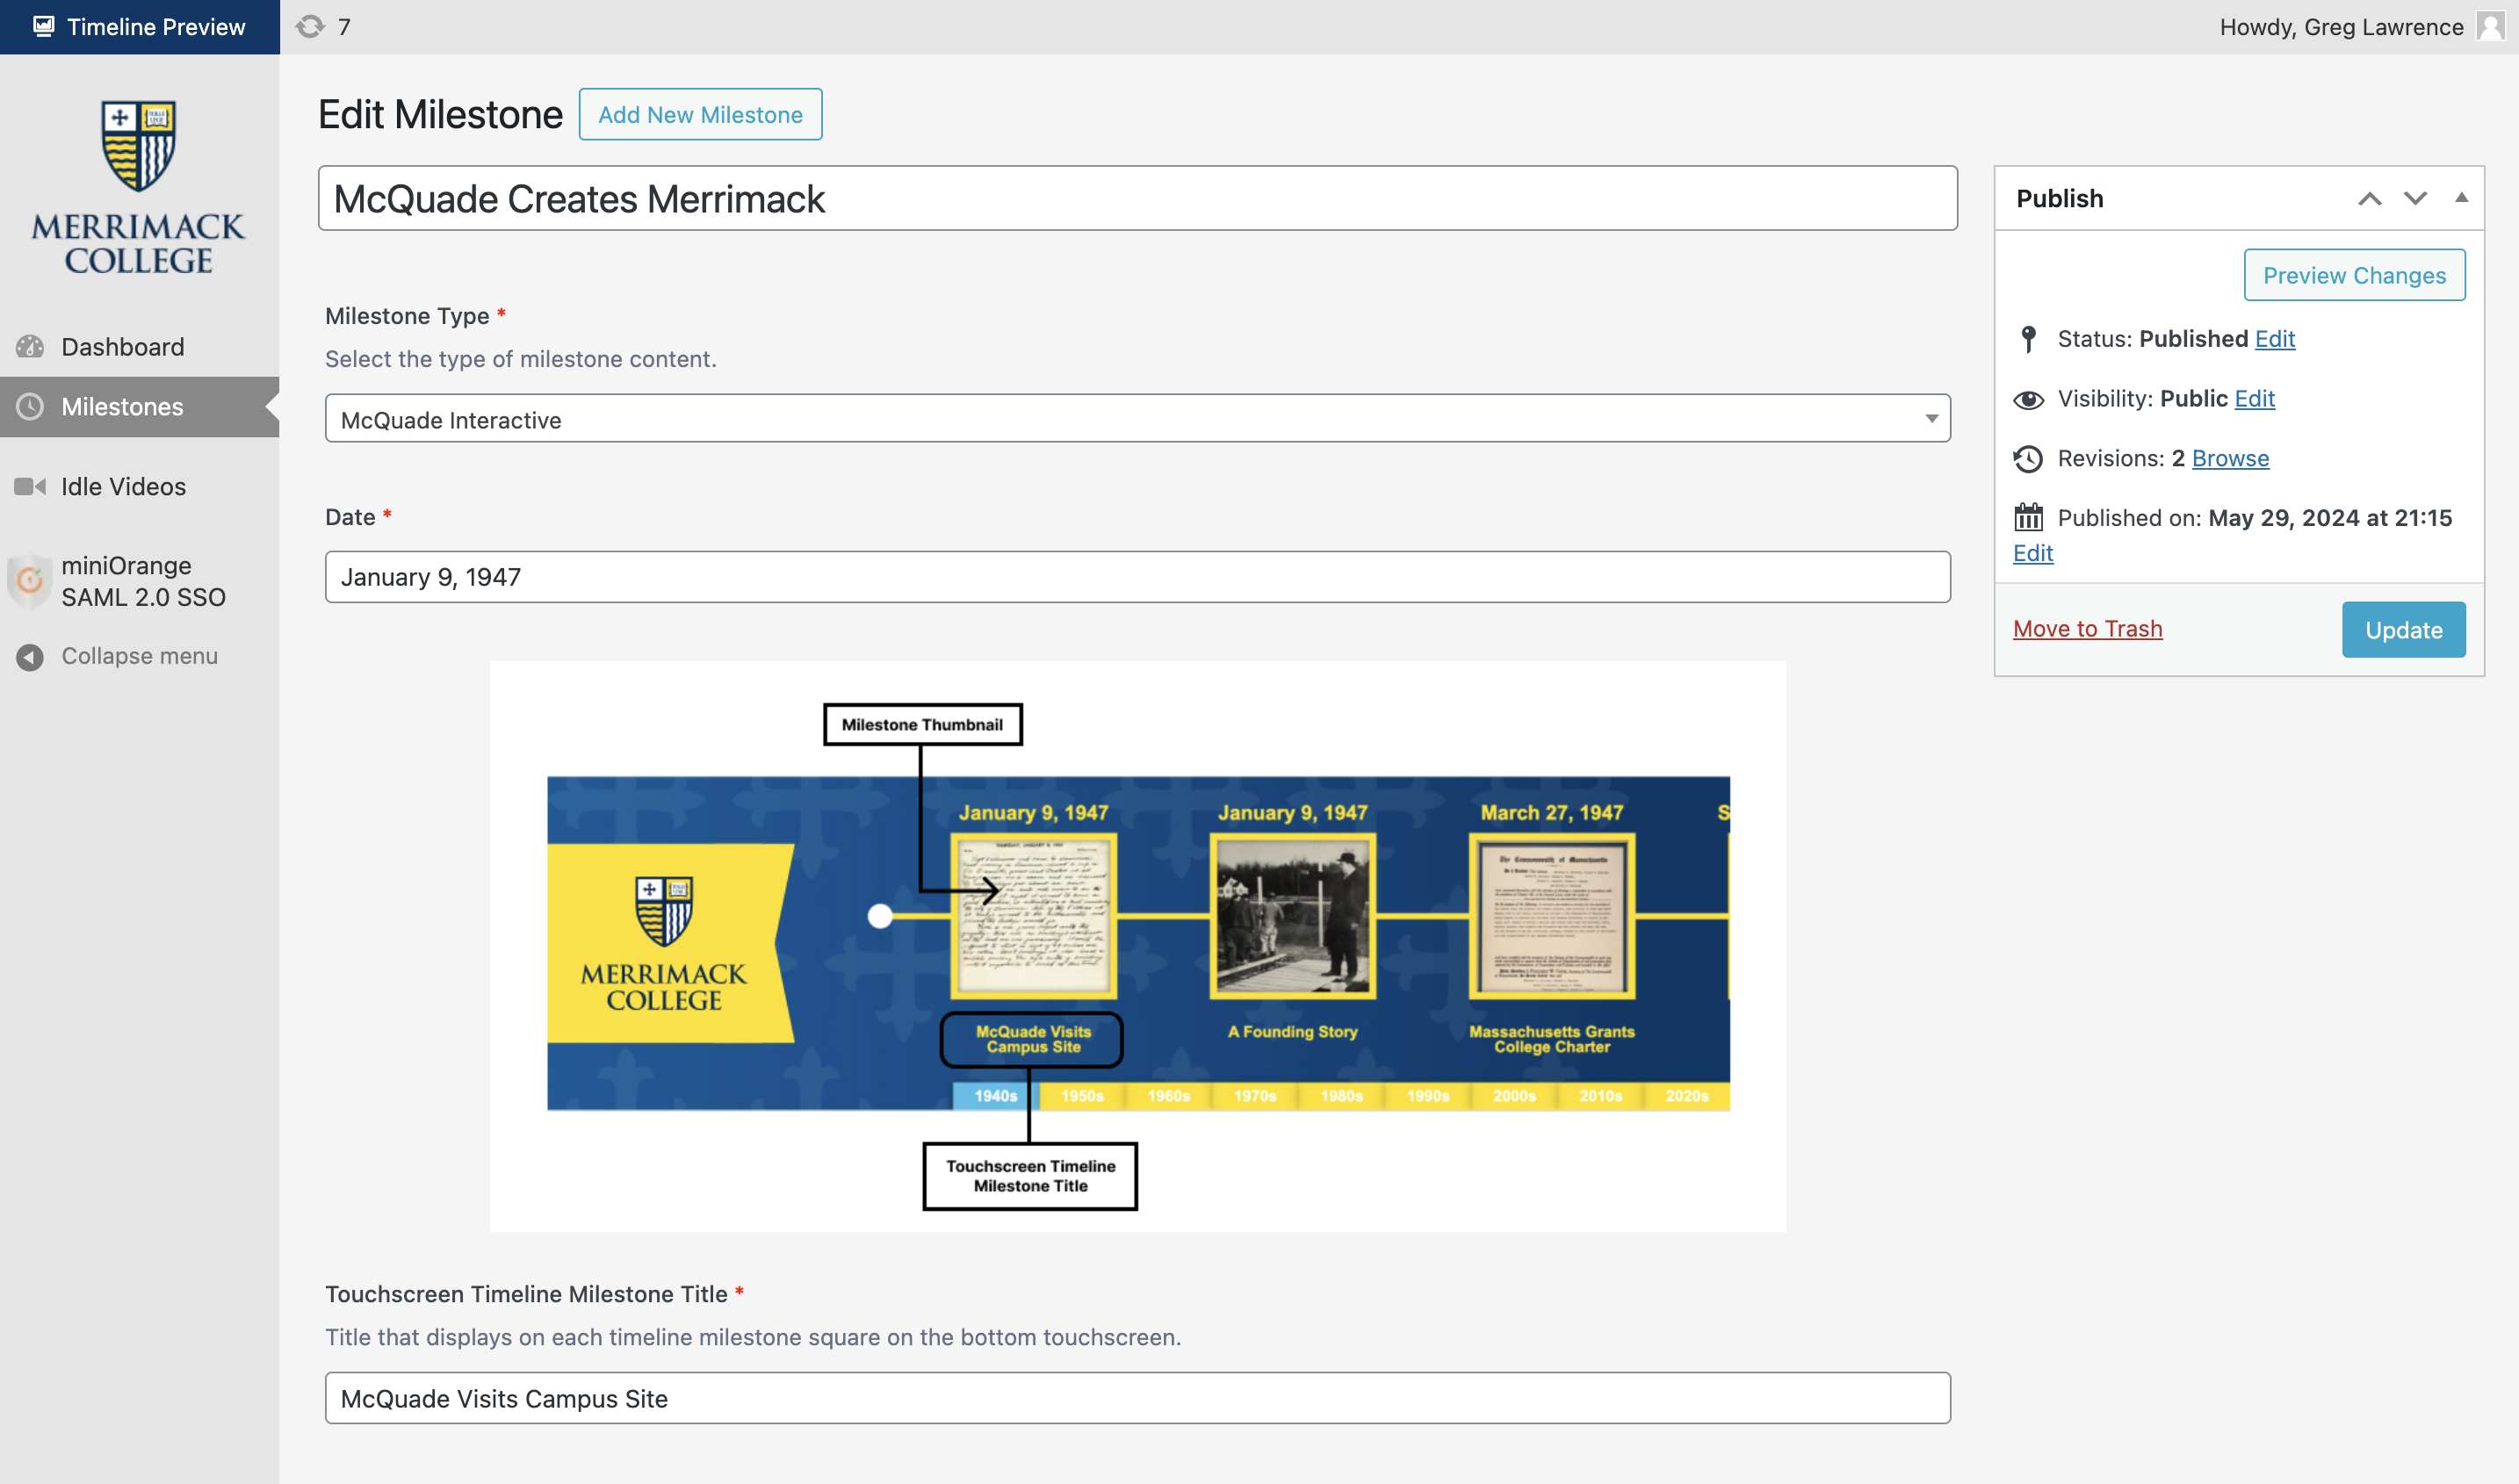 Timeline Preview
7
Howdy, Greg Lawrence
MERRIMACK
COLLEGE
Dashboard
Milestones
Idle Videos
miniOrange
SAML 2.0 SSO
Collapse menu
Edit Milestone
Add New Milestone
McQuade Creates Merrimack
Milestone Type *
Select the type of milestone content.
McQuade Interactive
Date *
January 9, 1947
Milestone Thumbnail
January 9, 1947
January 9, 1947
March 27, 1947
S
MERRIMACK
COLLEGE
The Commonwealth of Massachusetts
McQuade Visits
Campus Site
A Founding Story
Massachusetts Grants
College Charter
1940s
1950s
1960s
1970s
1980s
1990s
2000s
2010s
2020s
Touchscreen Timeline
Milestone Title
Touchscreen Timeline Milestone Title *
Title that displays on each timeline milestone square on the bottom touchscreen.
McQuade Visits Campus Site
Publish
Preview Changes
Status: Published Edit
Visibility: Public Edit
Revisions: 2 Browse
Published on: May 29, 2024 at 21:15
Edit
Move to Trash
Update